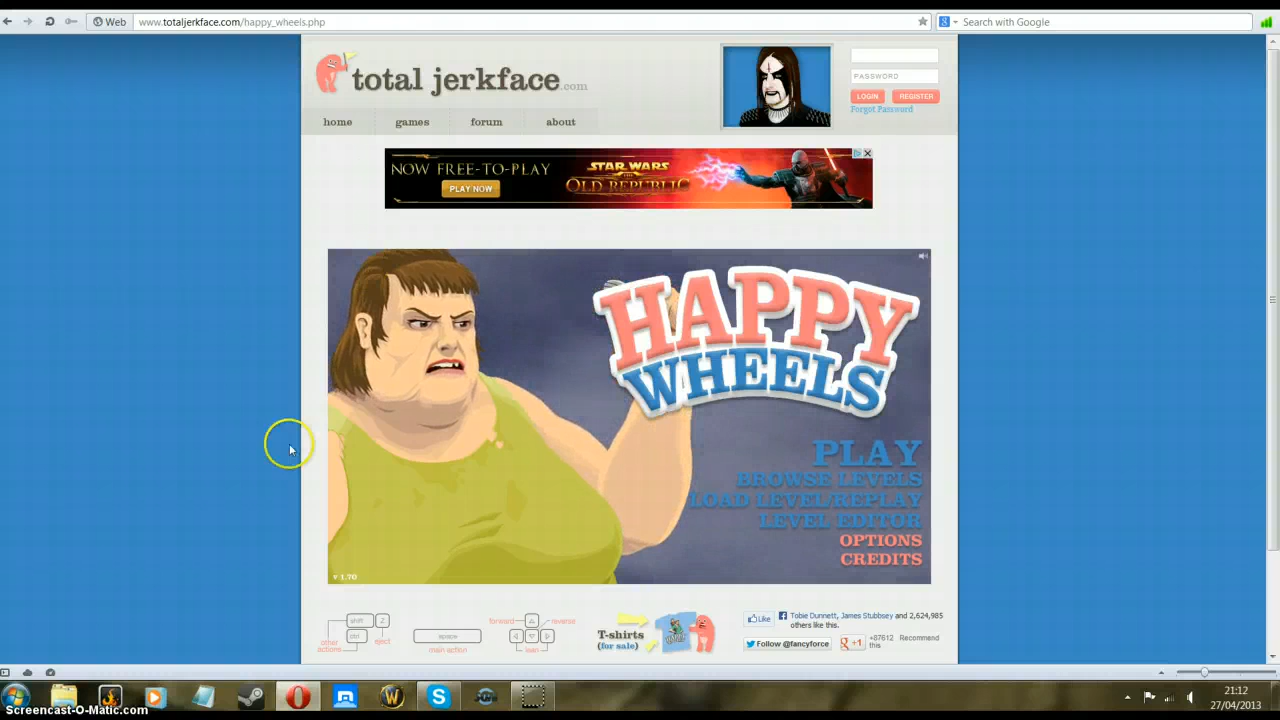 Web
www.totaljerkface.com/happy_wheels.php
Search with Google
total jerkface.com
PASSWORD
LOGIN
REGISTER
Forgot Password
home
games
forum
about
NOW FREE-TO-PLAY
PLAY NOW
STAR WARS
THE
OLD REPUBLIC
HAPPY
WHEELS
PLAY
BROWSE LEVELS
LOAD LEVEL/REPLAY
LEVEL EDITOR
OPTIONS
CREDITS
v 1.70
shift
Z
ctrl
other
actions
eject
space
main action
forward
reverse
lean
T-shirts
(for sale)
Like
Tobie Dunnett, James Stubbsey and 2,624,985
others like this.
Follow @fancyforce
+1
+87612 Recommend
this
21:12
27/04/2013
Screencast-O-Matic.com